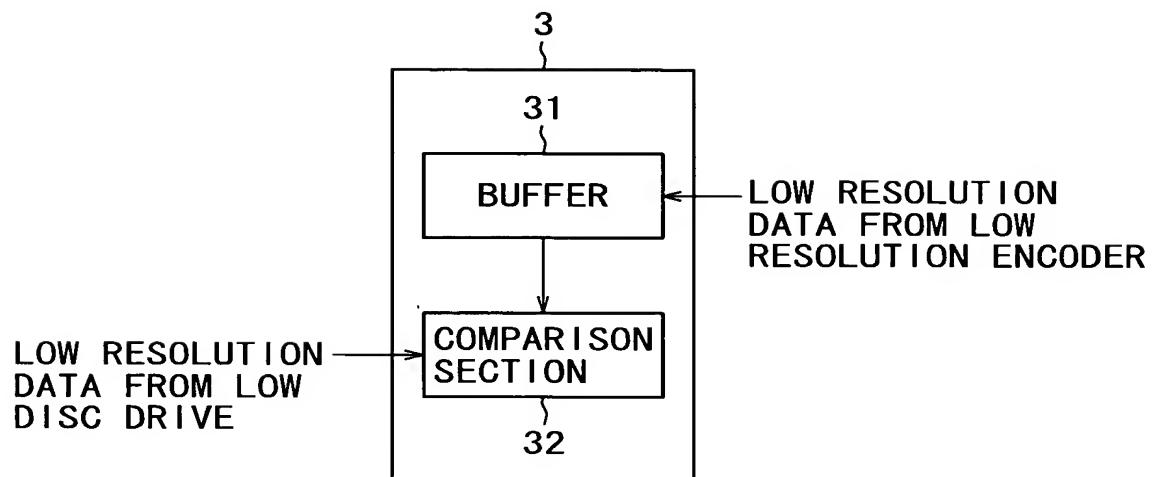 3
31
BUFFER
LOW RESOLUTION
DATA FROM LOW
RESOLUTION ENCODER
COMPARISON
SECTION
LOW RESOLUTION
DATA FROM LOW
DISC DRIVE
32